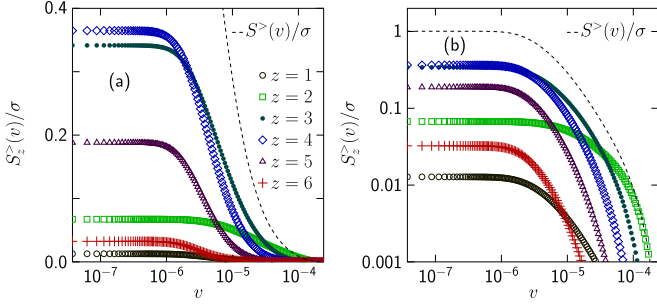 0.4
0.2
0.0
S_z^>(v)/σ
(a)
--S^>(v)/σ
z = 1
z = 2
z = 3
z = 4
z = 5
z = 6
10^−7
10^−6
10^−5
10^−4
v
1
0.1
0.01
0.001
S_z^>(v)/σ
(b)
--S^>(v)/σ
10^−7
10^−6
10^−5
10^−4
v